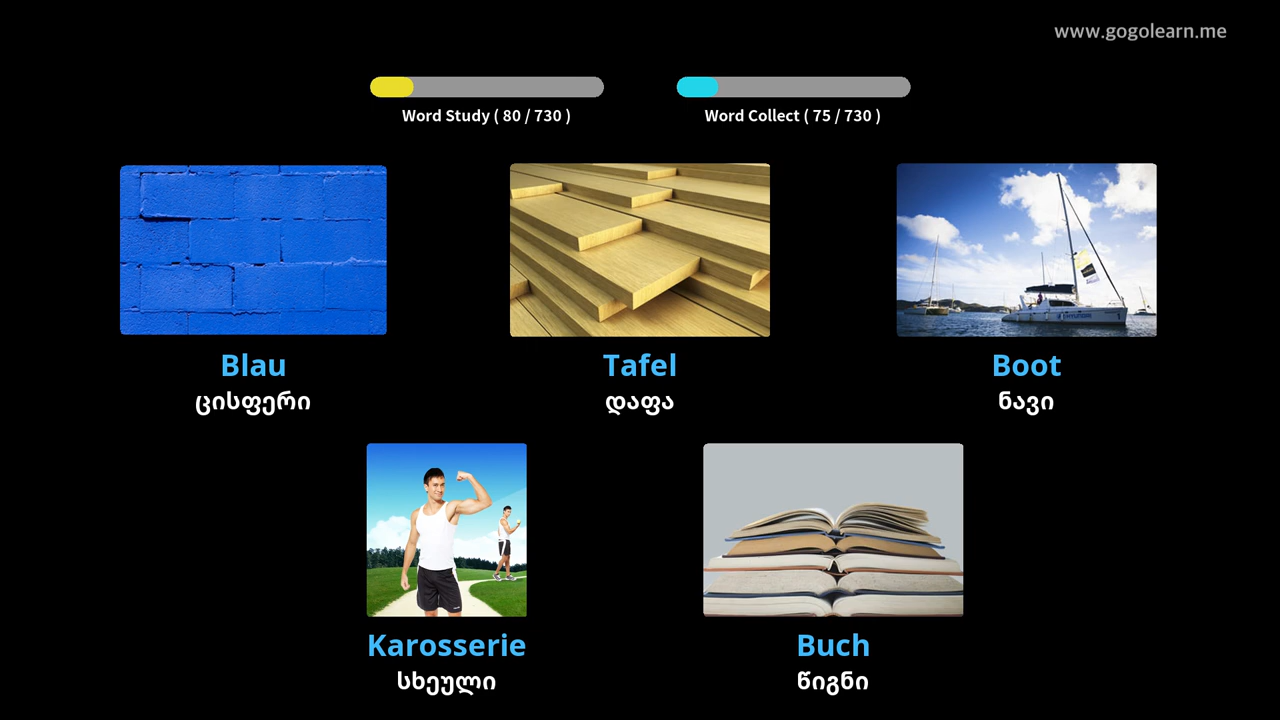 www.gogolearn.me
Word Study ( 80 / 730 )
Word Collect ( 75 / 730 )
Blau
Tafel
Boot
ცისფერი
დაფა
ნავი
Karosserie
Buch
სხეული
წიგნი